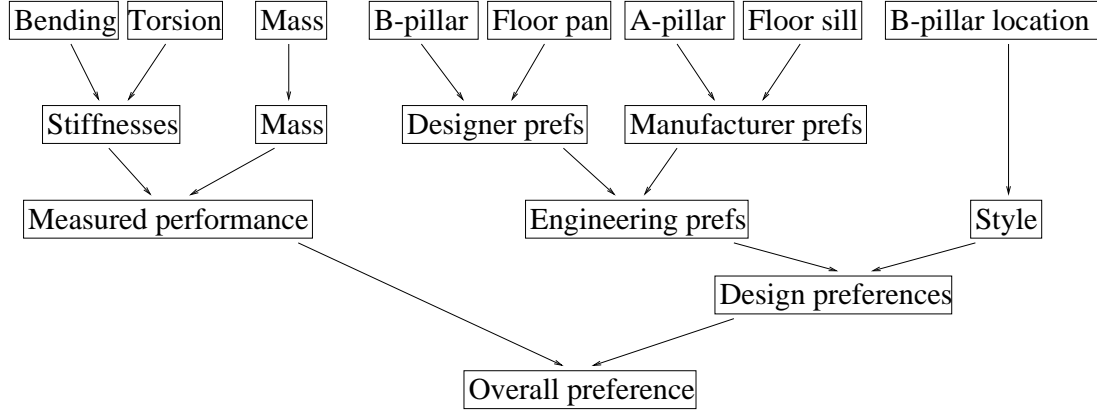 Bending
Torsion
Mass
B-pillar
Floor pan
A-pillar
Floor sill
B-pillar location
Stiffnesses
Mass
Designer prefs
Manufacturer prefs
Measured performance
Engineering prefs
Style
Design preferences
Overall preference